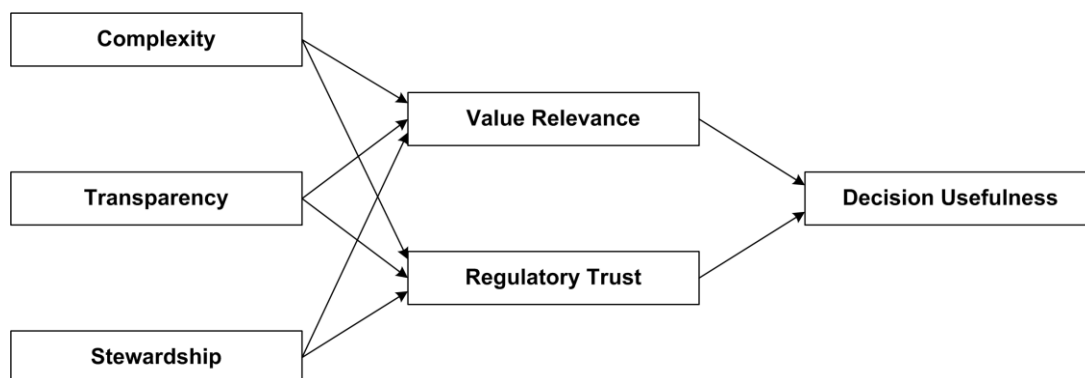 Complexity
Value Relevance
Transparency
Decision Usefulness
Regulatory Trust
Stewardship